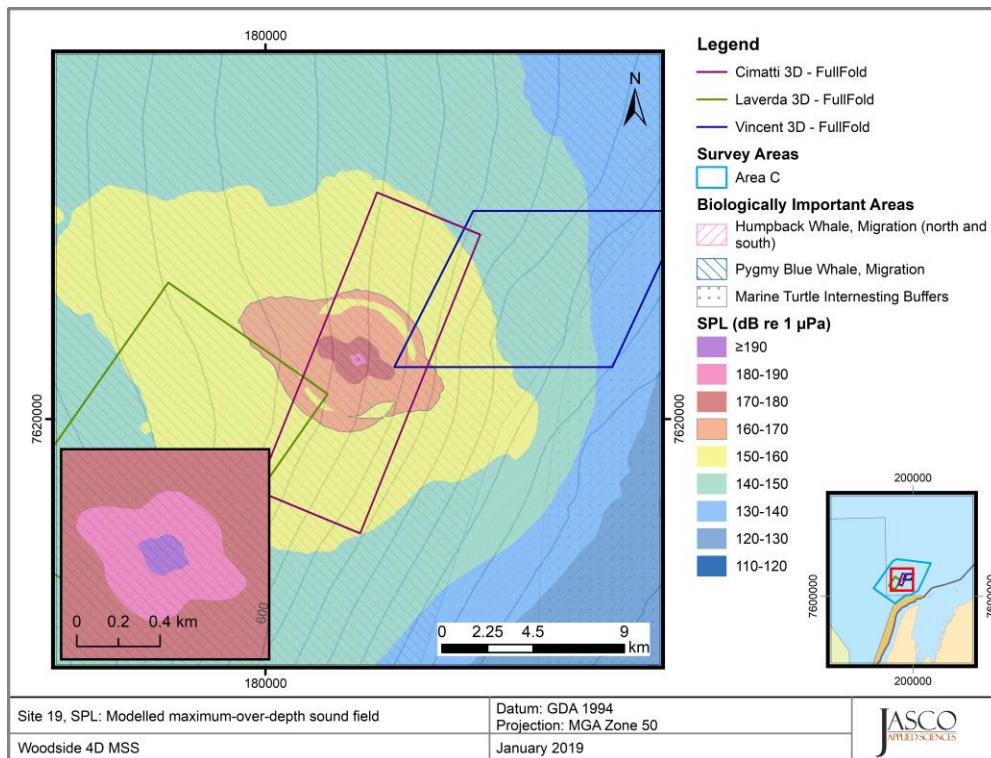 180000
N
7620000
7620000
600
0 0.2 0.4 km
0 2.25 4.5 9
km
180000
Legend
Cimatti 3D - FullFold
Laverda 3D - FullFold
Vincent 3D - FullFold
Survey Areas
Area C
Biologically Important Areas
Humpback Whale, Migration (north and
south)
Pygmy Blue Whale, Migration
Marine Turtle Internesting Buffers
SPL (dB re 1 µPa)
≥190
180-190
170-180
160-170
150-160
140-150
130-140
120-130
110-120
200000
7600000
7600000
200000
Site 19, SPL: Modelled maximum-over-depth sound field
Woodside 4D MSS
Datum: GDA 1994
Projection: MGA Zone 50
January 2019
JASCO
APPLIED SCIENCES